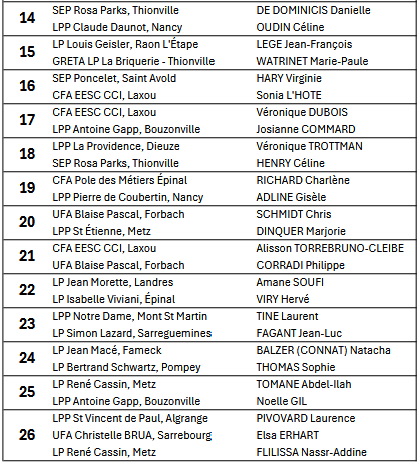 14
SEP Rosa Parks, Thionville DE DOMINICIS Danielle
LPP Claude Daunot, Nancy OUDIN Céline
15
LP Louis Geisler, Raon L'Étape LEGE Jean-François
GRETA LP La Briquerie - Thionville WATRINET Marie-Paule
16
SEP Poncelet, Saint Avold HARY Virginie
CFA EESC CCI, Laxou Sonia L'HOTE
17
CFA EESC CCI, Laxou Véronique DUBOIS
LPP Antoine Gapp, Bouzonville Josianne COMMARD
18
LPP La Providence, Dieuze Véronique TROTTMAN
SEP Rosa Parks, Thionville HENRY Céline
19
CFA Pole des Métiers Épinal RICHARD Charlène
LPP Pierre de Coubertin, Nancy ADLINE Gisèle
20
UFA Blaise Pascal, Forbach SCHMIDT Chris
LPP St Étienne, Metz DINQUER Marjorie
21
CFA EESC CCI, Laxou Alisson TORREBRUNO-CLEIBE
UFA Blaise Pascal, Forbach CORRADI Philippe
22
LP Jean Morette, Landres Amane SOUFI
LP Isabelle Viviani, Épinal VIRY Hervé
23
LPP Notre Dame, Mont St Martin TINE Laurent
LP Simon Lazard, Sarreguemines FAGANT Jean-Luc
24
LP Jean Macé, Fameck BALZER (CONNAT) Natacha
LP Bertrand Schwartz, Pompey THOMAS Sophie
25
LP René Cassin, Metz TOMANE Abdel-Ilah
LPP Antoine Gapp, Bouzonville Noelle GIL
26
LPP St Vincent de Paul, Algrange PIVOVARD Laurence
UFA Christelle BRUA, Sarrebourg Elsa ERHART
LP René Cassin, Metz FLILISSA Nassr-Addine